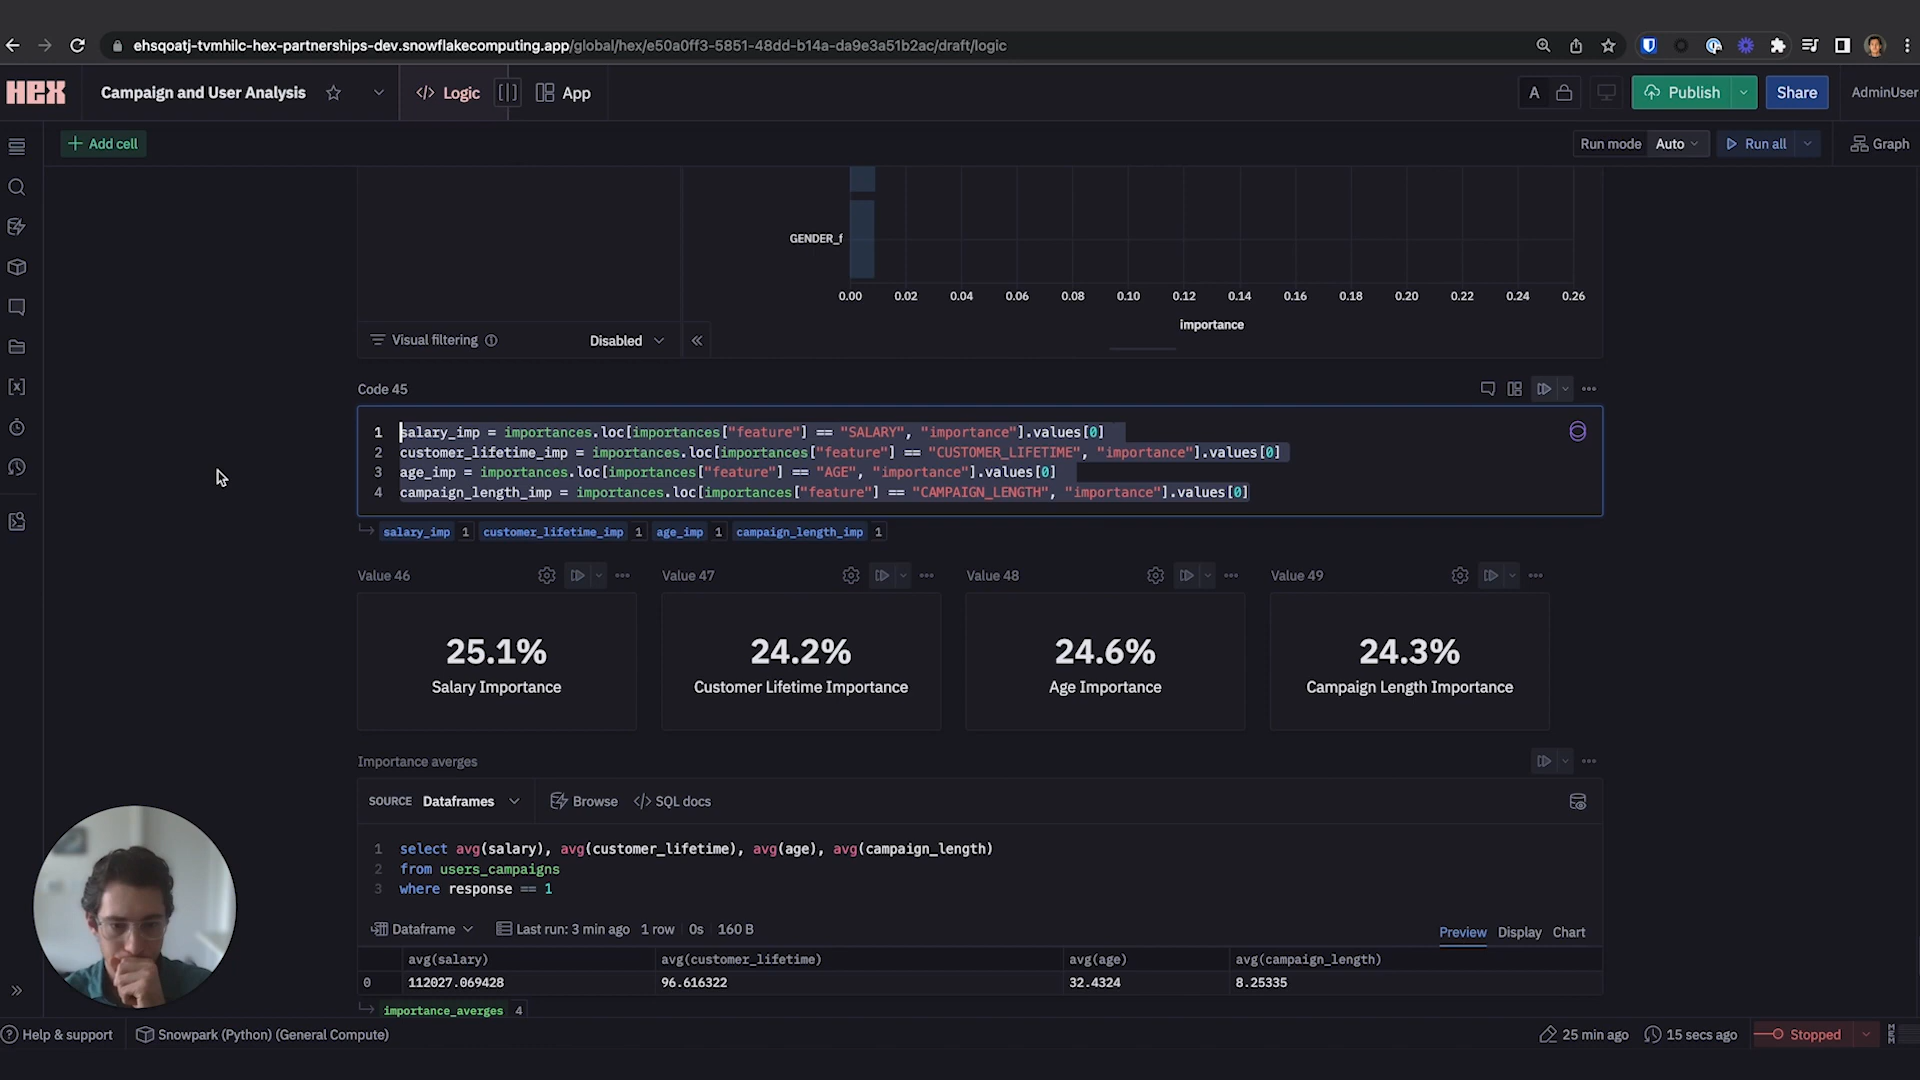 ehsqoatj-tvmhilc-hex-partnerships-dev.snowflakecomputing.app/global/hex/e50a0ff3-5851-48dd-b14a-da9e3a51b2ac/draft/logic
HEX Campaign and User Analysis </> Logic App A Publish Share AdminUser
+ Add cell Run mode Auto Run all Graph
GENDER_f
0.00 0.02 0.04 0.06 0.08 0.10 0.12 0.14 0.16 0.18 0.20 0.22 0.24 0.26
importance
Visual filtering Disabled
Code 45
1 salary_imp = importances.loc[importances["feature"] == "SALARY", "importance"].values[0]
2 customer_lifetime_imp = importances.loc[importances["feature"] == "CUSTOMER_LIFETIME", "importance"].values[0]
3 age_imp = importances.loc[importances["feature"] == "AGE", "importance"].values[0]
4 campaign_length_imp = importances.loc[importances["feature"] == "CAMPAIGN_LENGTH", "importance"].values[0]
salary_imp 1 customer_lifetime_imp 1 age_imp 1 campaign_length_imp 1
Value 46 Value 47 Value 48 Value 49
25.1% 24.2% 24.6% 24.3%
Salary Importance Customer Lifetime Importance Age Importance Campaign Length Importance
Importance averges
SOURCE Dataframes Browse </> SQL docs
1 select avg(salary), avg(customer_lifetime), avg(age), avg(campaign_length)
2 from users_campaigns
3 where response == 1
Dataframe Last run: 3 min ago 1 row 0s 160 B Preview Display Chart
avg(salary) avg(customer_lifetime) avg(age) avg(campaign_length)
0 112027.069428 96.616322 32.4324 8.25335
importance_averges 4
Help & support Snowpark (Python) (General Compute) 25 min ago 15 secs ago Stopped MEM